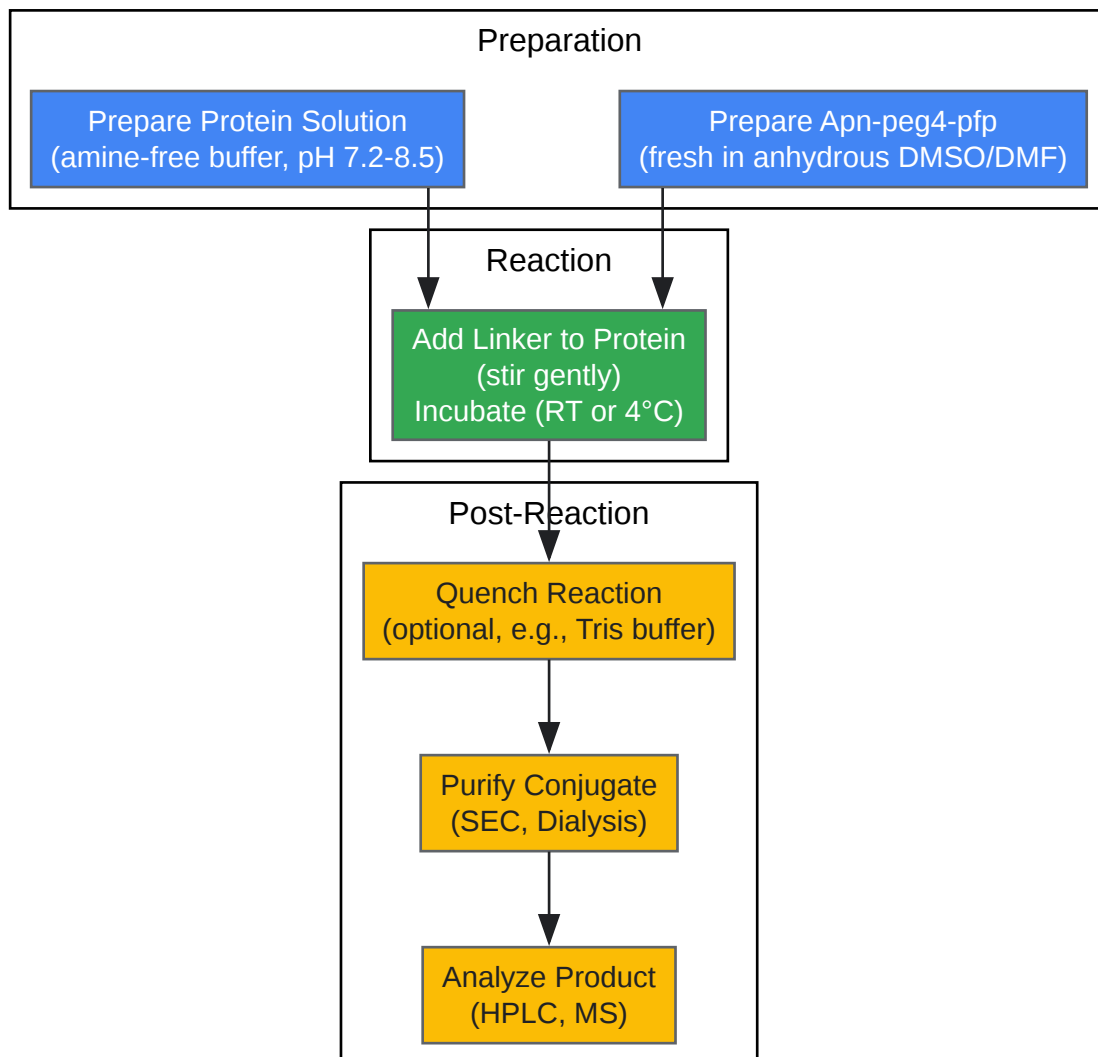 Preparation
Prepare Protein Solution
(amine-free buffer, pH 7.2-8.5)
Prepare Apn-peg4-pfp
(fresh in anhydrous DMSO/DMF)
Reaction
Add Linker to Protein
(stir gently)
Incubate (RT or 4°C)
Post-Reaction
Quench Reaction
(optional, e.g., Tris buffer)
Purify Conjugate
(SEC, Dialysis)
Analyze Product
(HPLC, MS)